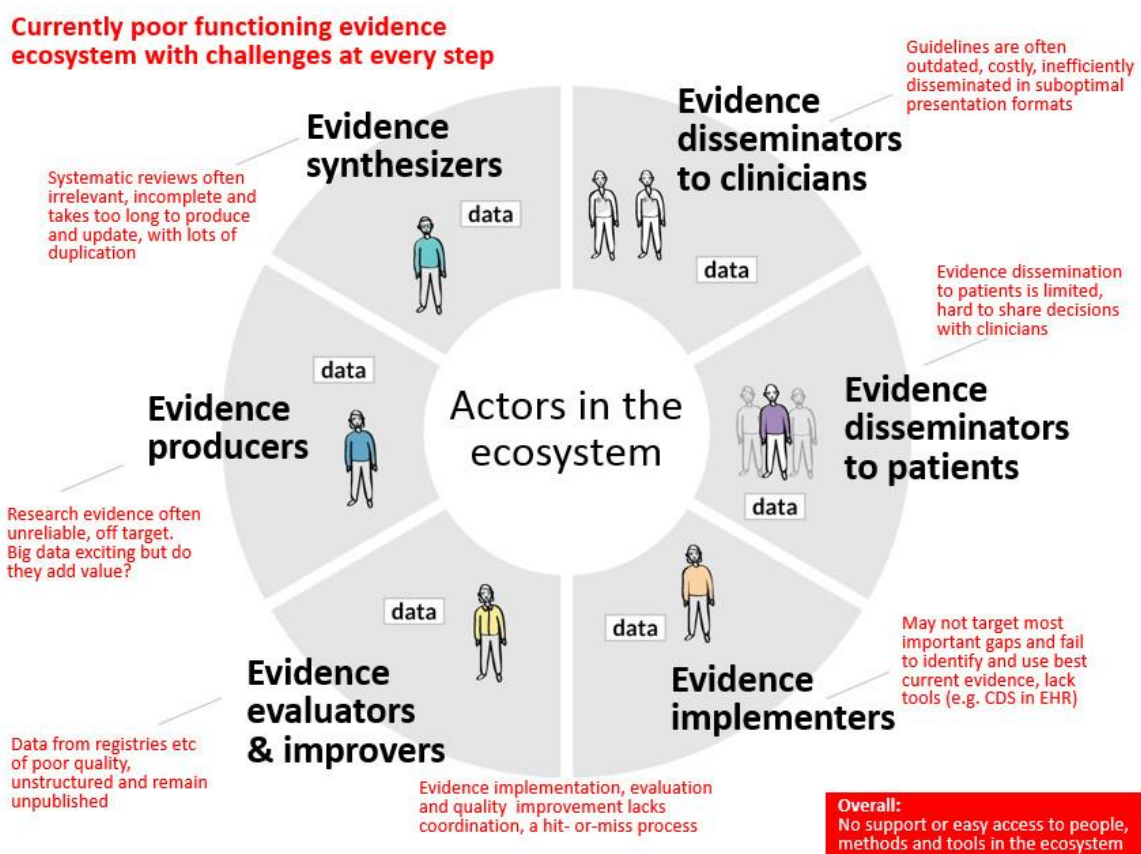 Currently poor functioning evidence
ecosystem with challenges at every step
Guidelines are often
outdated, costly, inefficiently
disseminated in suboptimal
presentation formats
Evidence
disseminators
to clinicians
data
Evidence
synthesizers
data
Systematic reviews often
irrelevant, incomplete and
takes too long to produce
and update, with lots of
duplication
Evidence dissemination
to patients is limited,
hard to share decisions
with clinicians
Evidence
disseminators
to patients
data
Actors in the
ecosystem
data
Evidence
producers
Research evidence often
unreliable, off target.
Big data exciting but do
they add value?
data
Evidence
evaluators
& improvers
data
Evidence
implementers
May not target most
important gaps and fail
to identify and use best
current evidence, lack
tools (e.g. CDS in EHR)
Data from registries etc
of poor quality,
unstructured and remain
unpublished
Evidence implementation, evaluation
and quality improvement lacks
coordination, a hit- or-miss process
Overall:
No support or easy access to people,
methods and tools in the ecosystem